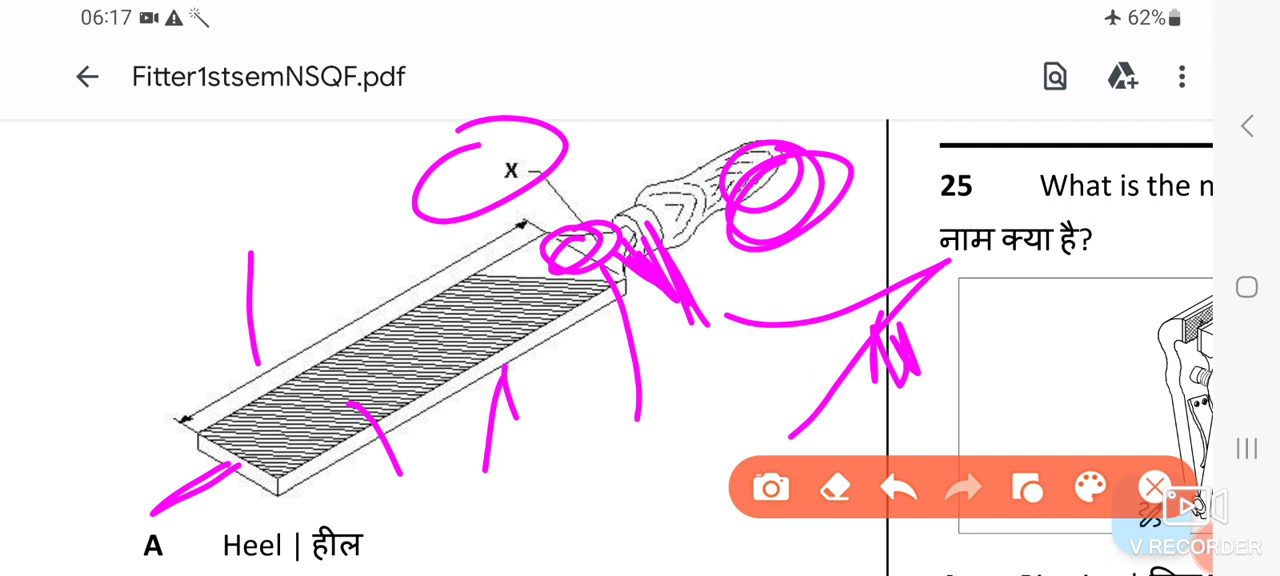 06:17
62%
Fitter1stsemNSQF.pdf
X
A Heel | हील
25 What is the n
नाम क्या है?
V RECORDER